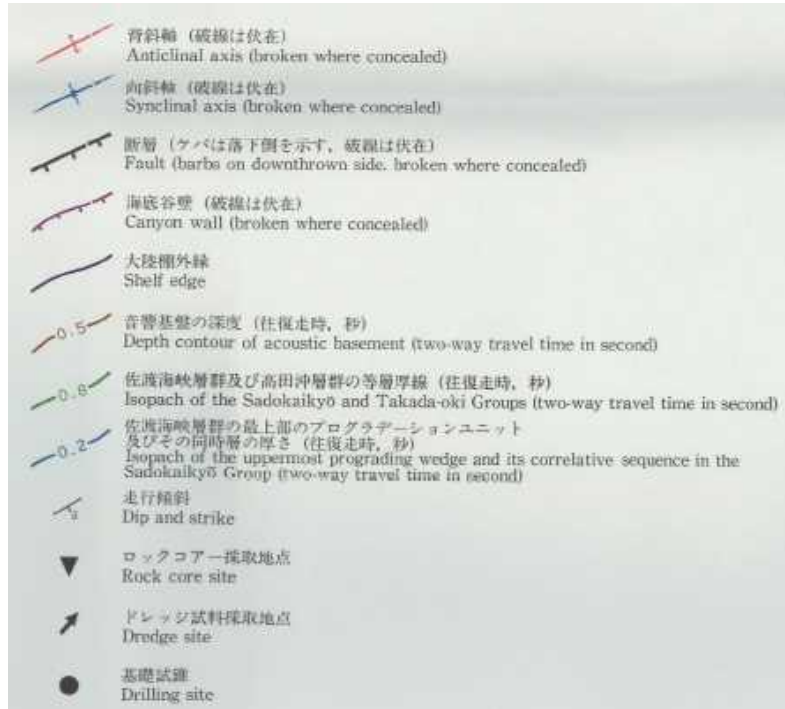 背斜軸（破線は伏在）
Anticlinal axis (broken where concealed)
向斜軸（破線は伏在）
Synclinal axis (broken where concealed)
断層（ケバは落下側を示す，破線は伏在）
Fault (barbs on downthrown side, broken where concealed)
海底谷壁（破線は伏在）
Canyon wall (broken where concealed)
大陸棚外縁
Shelf edge
0.5
音響基盤の深度（往復走時，秒）
Depth contour of acoustic basement (two-way travel time in second)
0.8
佐渡海峡層群及び高田沖層群の等層厚線（往復走時，秒）
Isopach of the Sadokaikyō and Takada-oki Groups (two-way travel time in second)
佐渡海峡層群の最上部のプログラデーションユニット
0.2
及びその同時層の厚さ（往復走時，秒）
Isopach of the uppermost prograding wedge and its correlative sequence in the
Sadokaikyō Group (two-way travel time in second)
走行傾斜
Dip and strike
ロックコアー採取地点
Rock core site
ドレッジ試料採取地点
Dredge site
基礎試錐
Drilling site